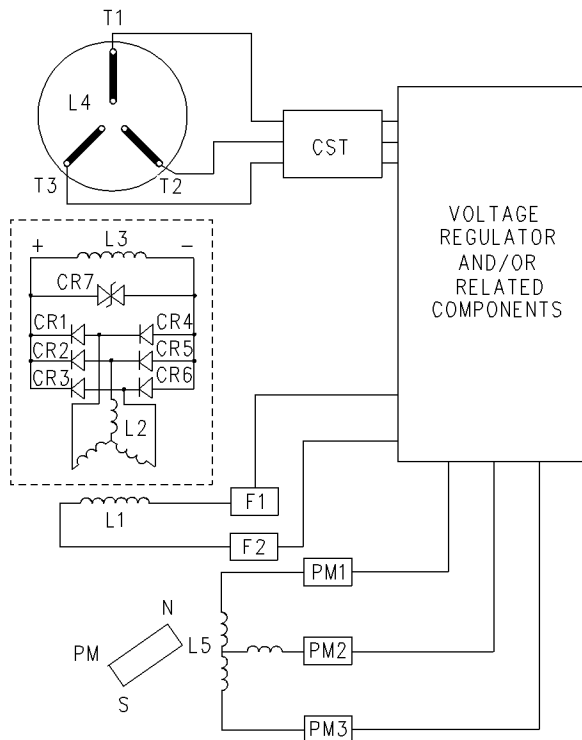 T1
L4
T3
T2
CST
VOLTAGE
REGULATOR
AND/OR
RELATED
COMPONENTS
+ L3 -
CR7
CR1 CR4
CR2 CR5
CR3 CR6
L2
L1
F1
F2
PM1
N
PM
L5
PM2
S
PM3